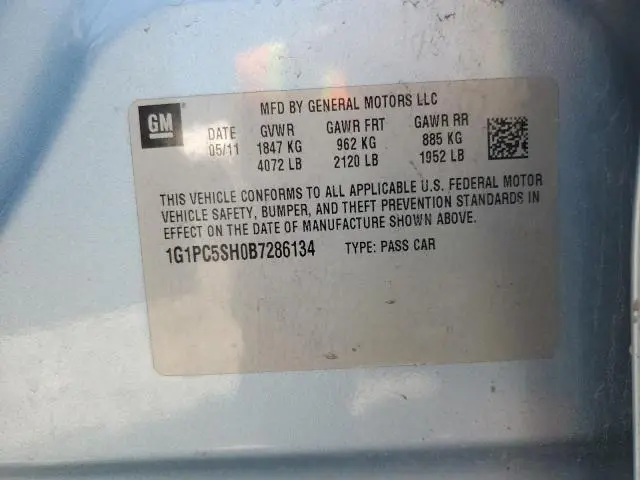 GM
MFD BY GENERAL MOTORS LLC
DATE GVWR GAWR FRT GAWR RR
05/11 1847 KG 962 KG 885 KG
4072 LB 2120 LB 1952 LB
THIS VEHICLE CONFORMS TO ALL APPLICABLE U.S. FEDERAL MOTOR
VEHICLE SAFETY, BUMPER, AND THEFT PREVENTION STANDARDS IN
EFFECT ON THE DATE OF MANUFACTURE SHOWN ABOVE.
1G1PC5SH0B7286134 TYPE: PASS CAR